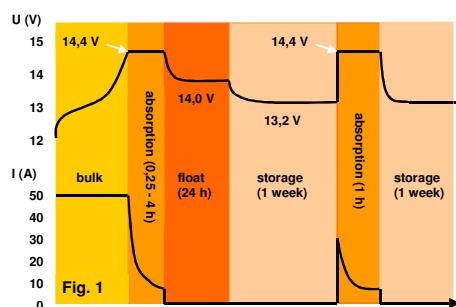 U (V)
15
14
13
12
14,4 V
14,0 V
13,2 V
14,4 V
absorption (0,25 - 4 h)
absorption (1 h)
bulk
float
(24 h)
storage
(1 week)
storage
(1 week)
I (A)
50
40
30
20
10
0
Fig. 1